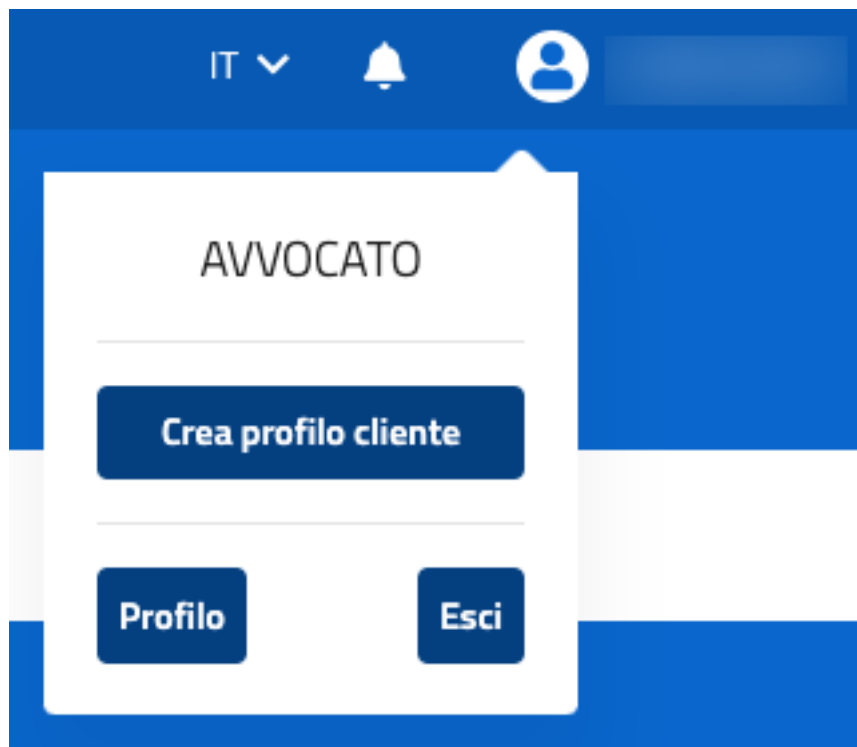 IT
AVVOCATO
Crea profilo cliente
Profilo
Esci